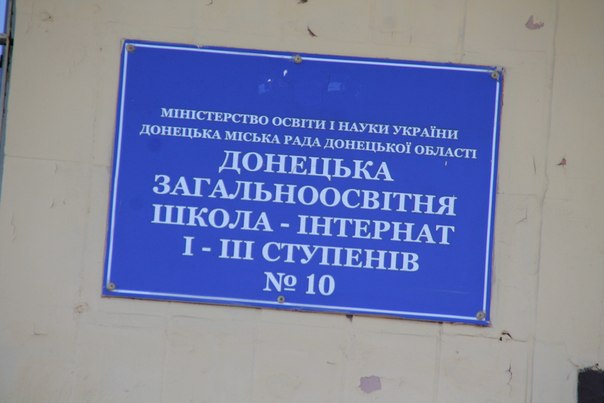 МІНІСТЕРСТВО ОСВІТИ І НАУКИ УКРАЇНИ
ДОНЕЦЬКА МІСЬКА РАДА ДОНЕЦЬКОЇ ОБЛАСТІ
ДОНЕЦЬКА
ЗАГАЛЬНООСВІТНЯ
ШКОЛА - ІНТЕРНАТ
І - ІІІ СТУПЕНІВ
№ 10